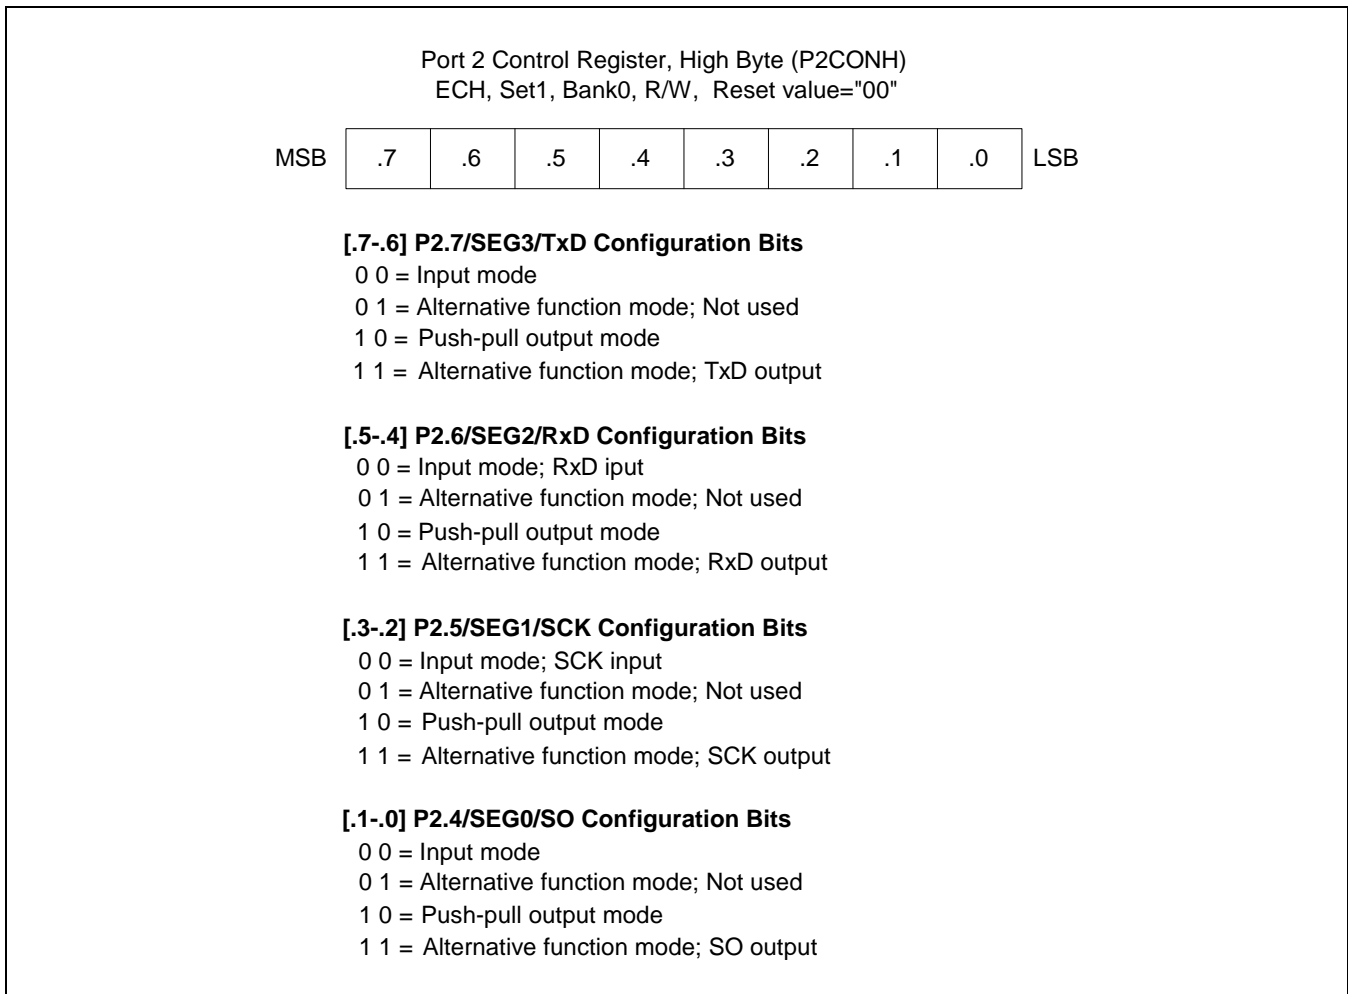 Port 2 Control Register, High Byte (P2CONH)
ECH, Set1, Bank0, R/W, Reset value="00"
MSB .7 .6 .5 .4 .3 .2 .1 .0 LSB
[.7-.6] P2.7/SEG3/TxD Configuration Bits
0 0 = Input mode
0 1 = Alternative function mode; Not used
1 0 = Push-pull output mode
1 1 = Alternative function mode; TxD output
[.5-.4] P2.6/SEG2/RxD Configuration Bits
0 0 = Input mode; RxD iput
0 1 = Alternative function mode; Not used
1 0 = Push-pull output mode
1 1 = Alternative function mode; RxD output
[.3-.2] P2.5/SEG1/SCK Configuration Bits
0 0 = Input mode; SCK input
0 1 = Alternative function mode; Not used
1 0 = Push-pull output mode
1 1 = Alternative function mode; SCK output
[.1-.0] P2.4/SEG0/SO Configuration Bits
0 0 = Input mode
0 1 = Alternative function mode; Not used
1 0 = Push-pull output mode
1 1 = Alternative function mode; SO output